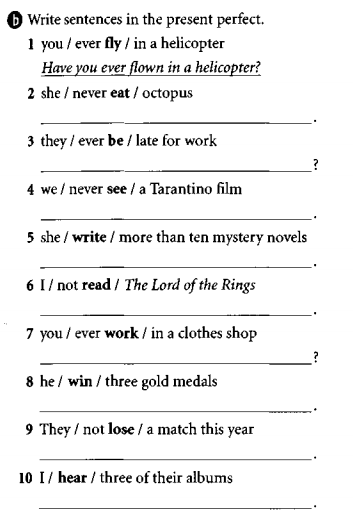 b Write sentences in the present perfect.
1 you / ever fly / in a helicopter
Have you ever flown in a helicopter?
2 she / never eat / octopus
.
3 they / ever be / late for work
?
4 we / never see / a Tarantino film
.
5 she / write / more than ten mystery novels
.
6 I / not read / The Lord of the Rings
.
7 you / ever work / in a clothes shop
?
8 he / win / three gold medals
.
9 They / not lose / a match this year
.
10 I / hear / three of their albums
.